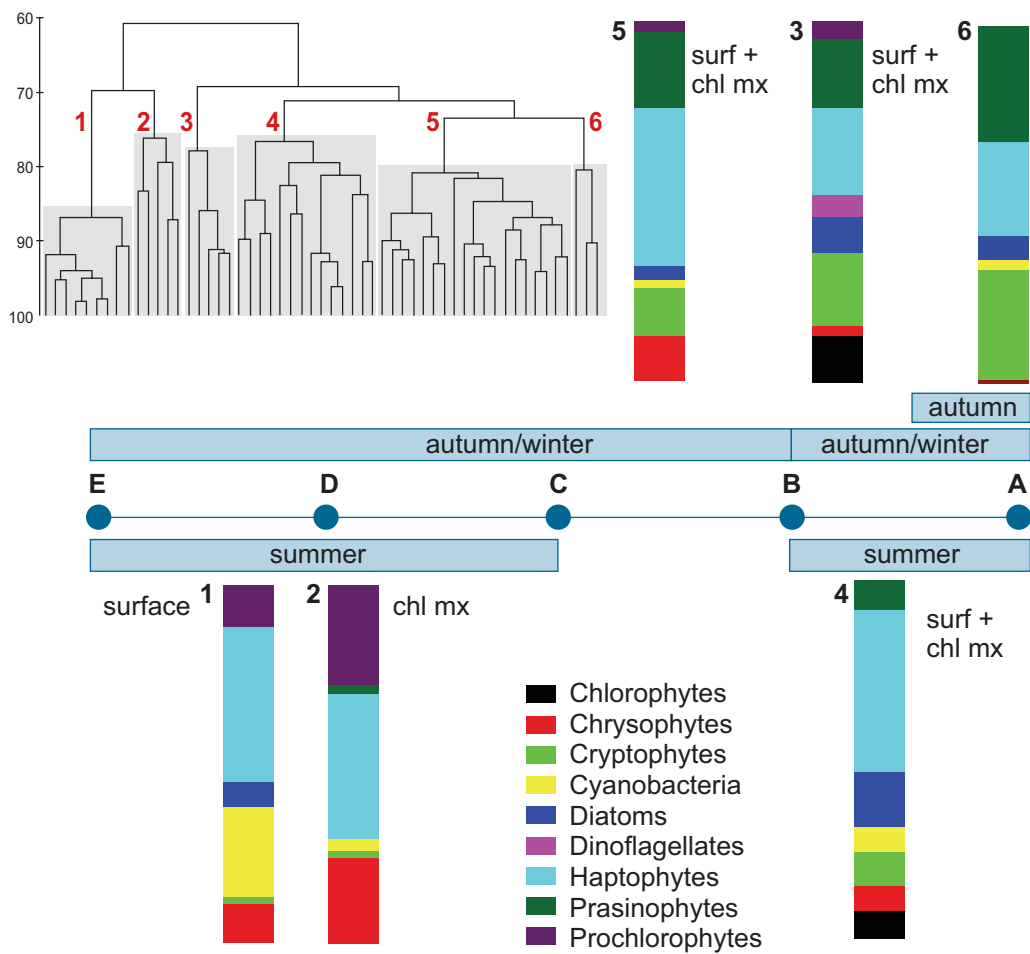 60
70
80
90
100
1
2
3
4
5
6
5
surf +
chl mx
3
surf +
chl mx
6
autumn
autumn/winter
autumn/winter
E
D
C
B
A
summer
summer
surface
1
2
chl mx
4
surf +
chl mx
Chlorophytes
Chrysophytes
Cryptophytes
Cyanobacteria
Diatoms
Dinoflagellates
Haptophytes
Prasinophytes
Prochlorophytes